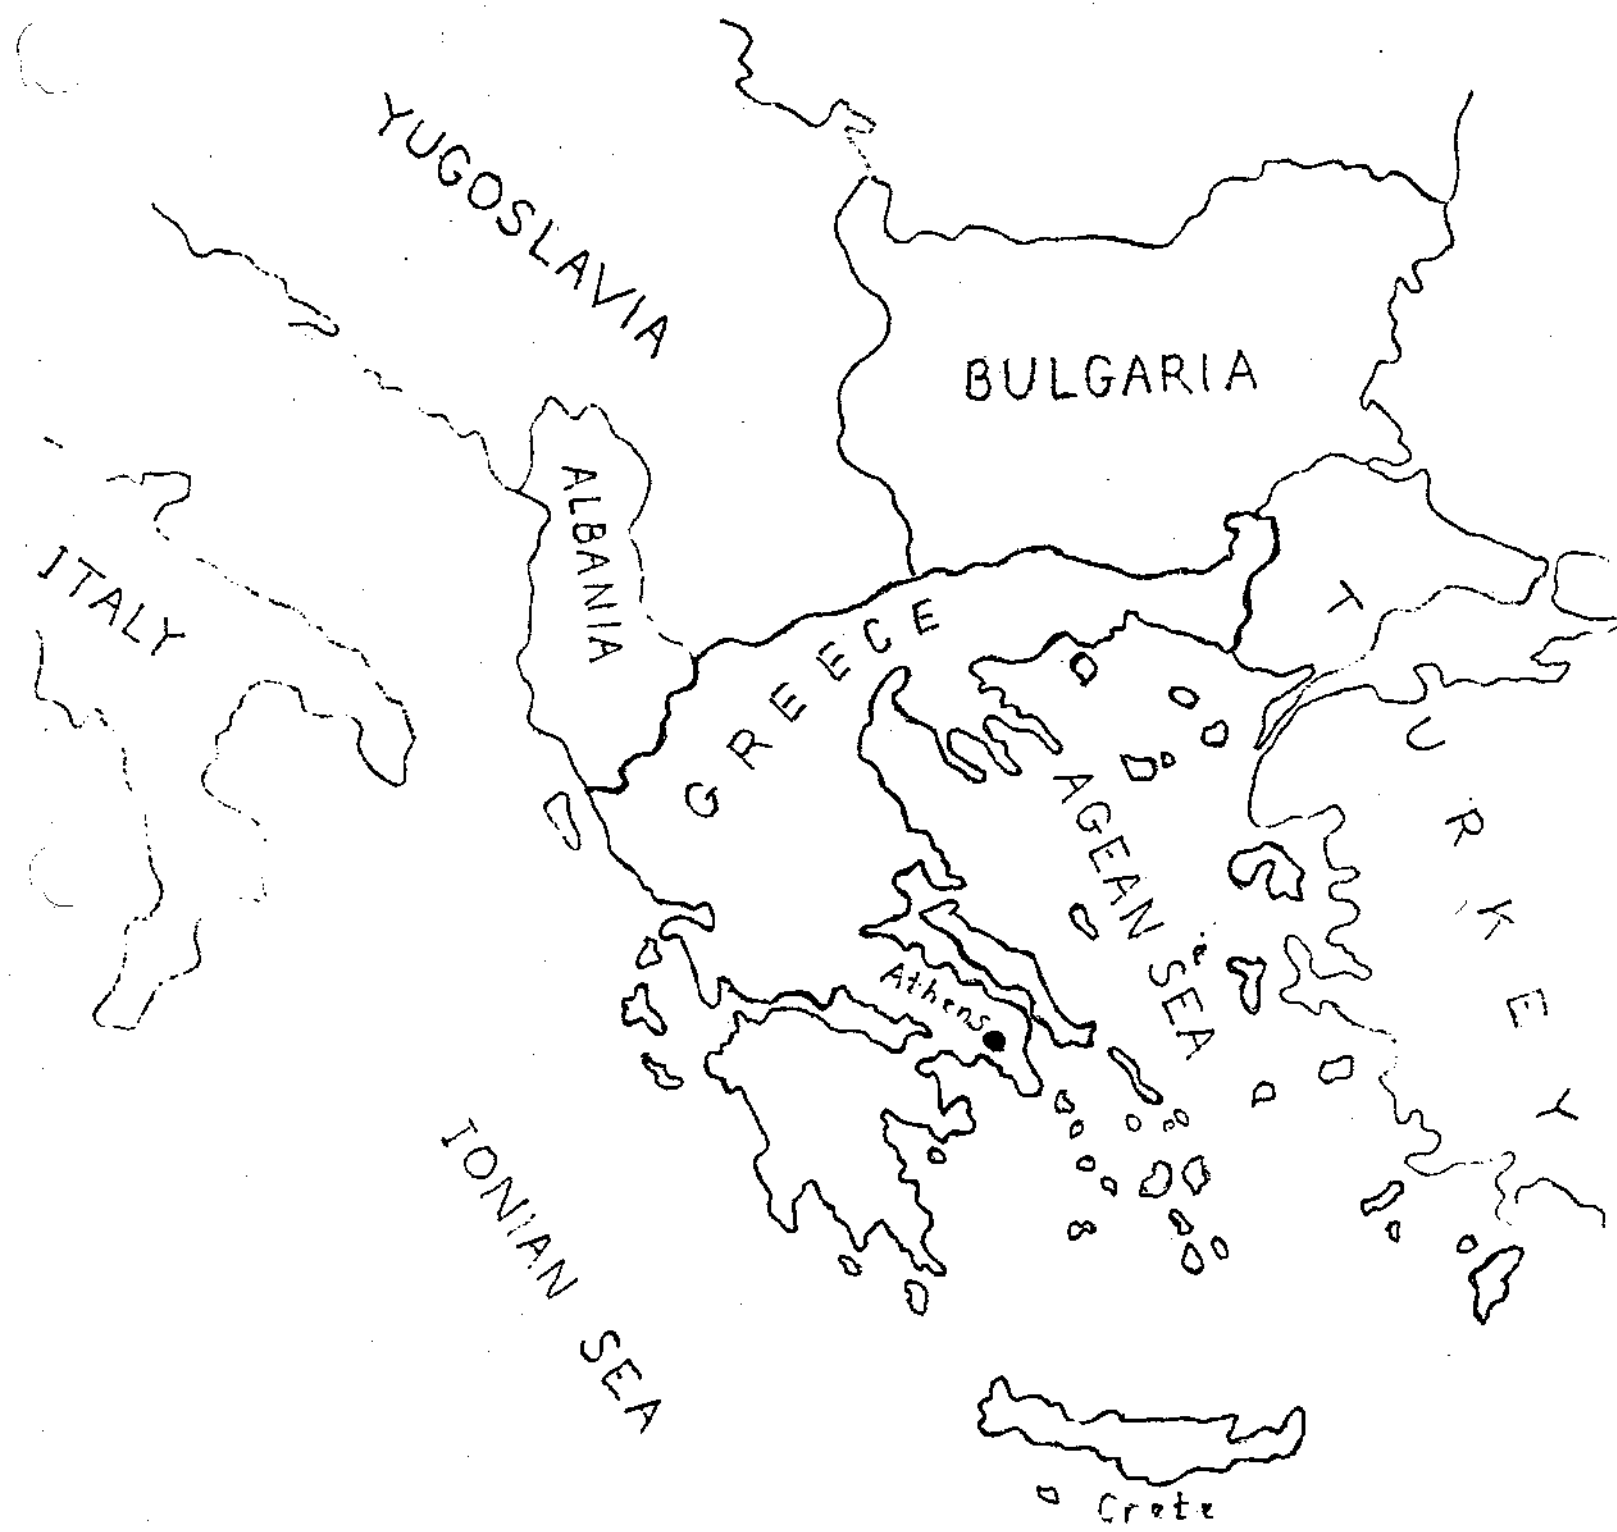 YUGOSLAVIA
BULGARIA
ALBANIA
ITALY
GREECE
TURKEY
AGEAN SEA
Athens
IONIAN SEA
Crete